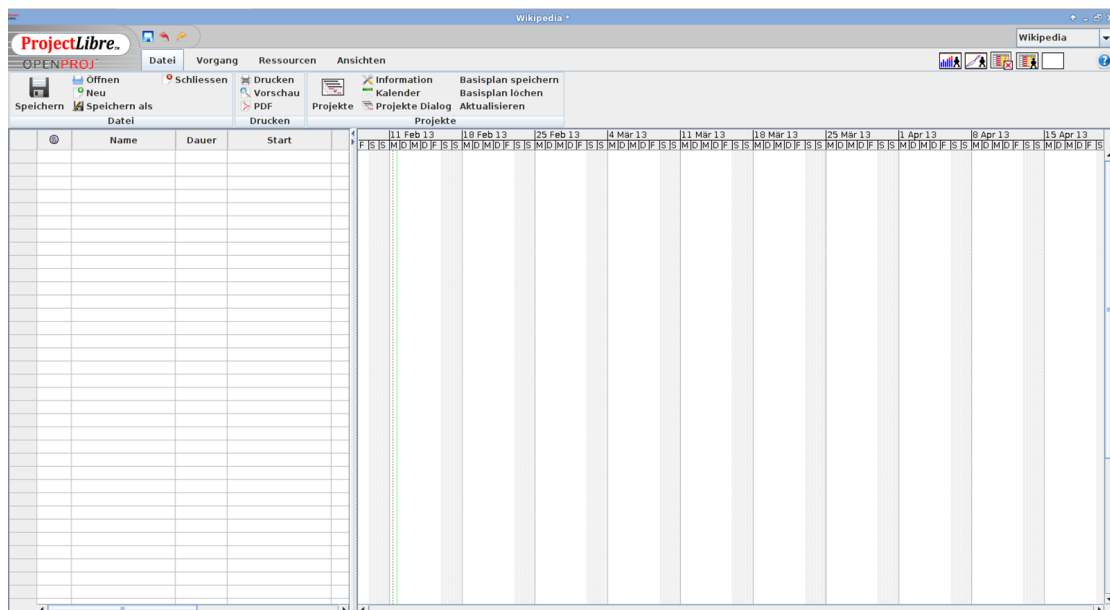 Wikipedia *
ProjectLibre™
OPENPROJ
Wikipedia
Datei Vorgang Ressourcen Ansichten
Speichern
Öffnen
Neu
Speichern als
Schliessen
Datei
Drucken
Vorschau
PDF
Drucken
Projekte
Information
Kalender
Projekte Dialog
Basisplan speichern
Basisplan löchen
Aktualisieren
Projekte
Name Dauer Start
11 Feb 13 18 Feb 13 25 Feb 13 4 Mär 13 11 Mär 13 18 Mär 13 25 Mär 13 1 Apr 13 8 Apr 13 15 Apr 13
F S S M D M D F S S M D M D F S S M D M D F S S M D M D F S S M D M D F S S M D M D F S S M D M D F S S M D M D F S S M D M D F S S M D M D F S